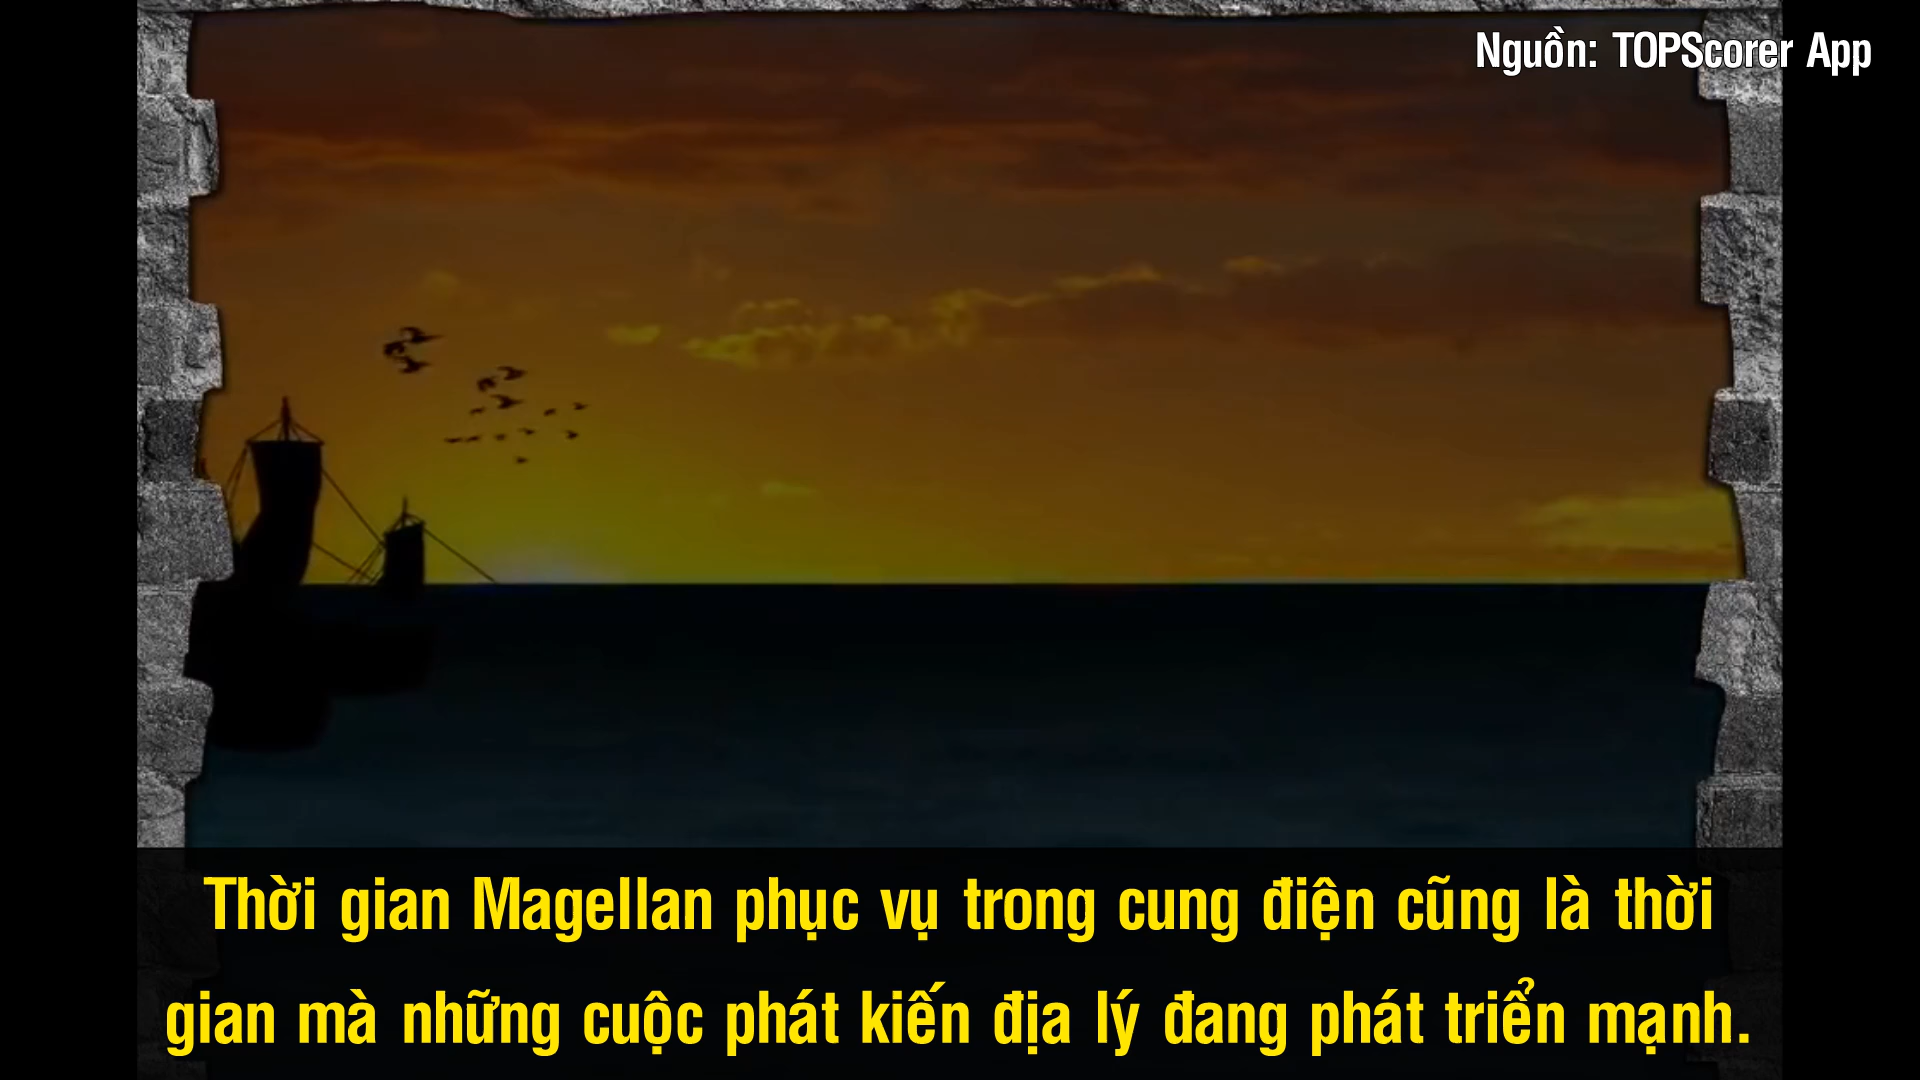 Nguồn: TOPScorer App
Thời gian Magellan phục vụ trong cung điện cũng là thời
gian mà những cuộc phát kiến địa lý đang phát triển mạnh.